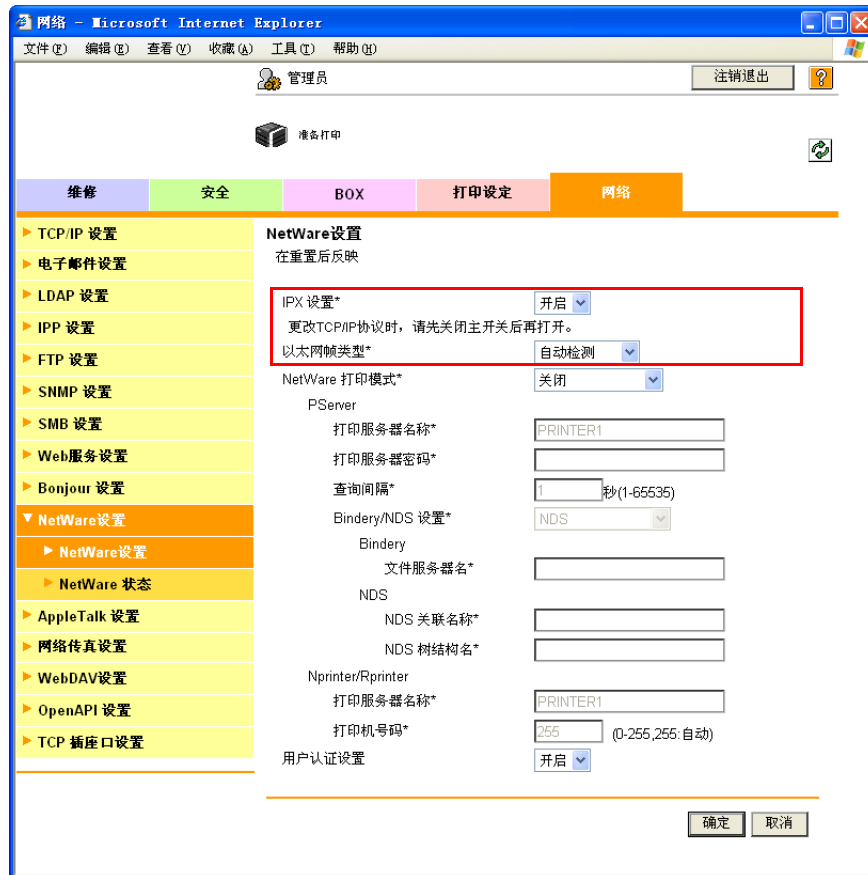 网络 - Microsoft Internet Explorer
文件(F) 编辑(E) 查看(V) 收藏(A) 工具(T) 帮助(H)
管理员
注销退出
?
准备打印
维修 安全 BOX 打印设定 网络
TCP/IP 设置
电子邮件设置
LDAP 设置
IPP 设置
FTP 设置
SNMP 设置
SMB 设置
Web服务设置
Bonjour 设置
NetWare设置
NetWare设置
NetWare 状态
AppleTalk 设置
网络传真设置
WebDAV设置
OpenAPI 设置
TCP 插座口设置
NetWare设置
在重置后反映
IPX 设置* 开启
更改TCP/IP协议时，请先关闭主开关后再打开。
以太网帧类型* 自动检测
NetWare 打印模式* 关闭
PServer
打印服务器名称* PRINTER1
打印服务器密码*
查询间隔* 1 秒(1-65535)
Bindery/NDS 设置* NDS
Bindery
文件服务器名*
NDS
NDS 关联名称*
NDS 树结构名*
Nprinter/Rprinter
打印服务器名称* PRINTER1
打印机号码* 255 (0-255,255:自动)
用户认证设置 开启
确定 取消